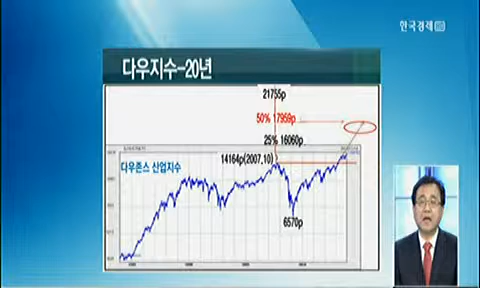 한국경제
다우지수-20년
21755p
50% 17959p
25% 16060p
14164p(2007,10)
다우존스 산업지수
6570p